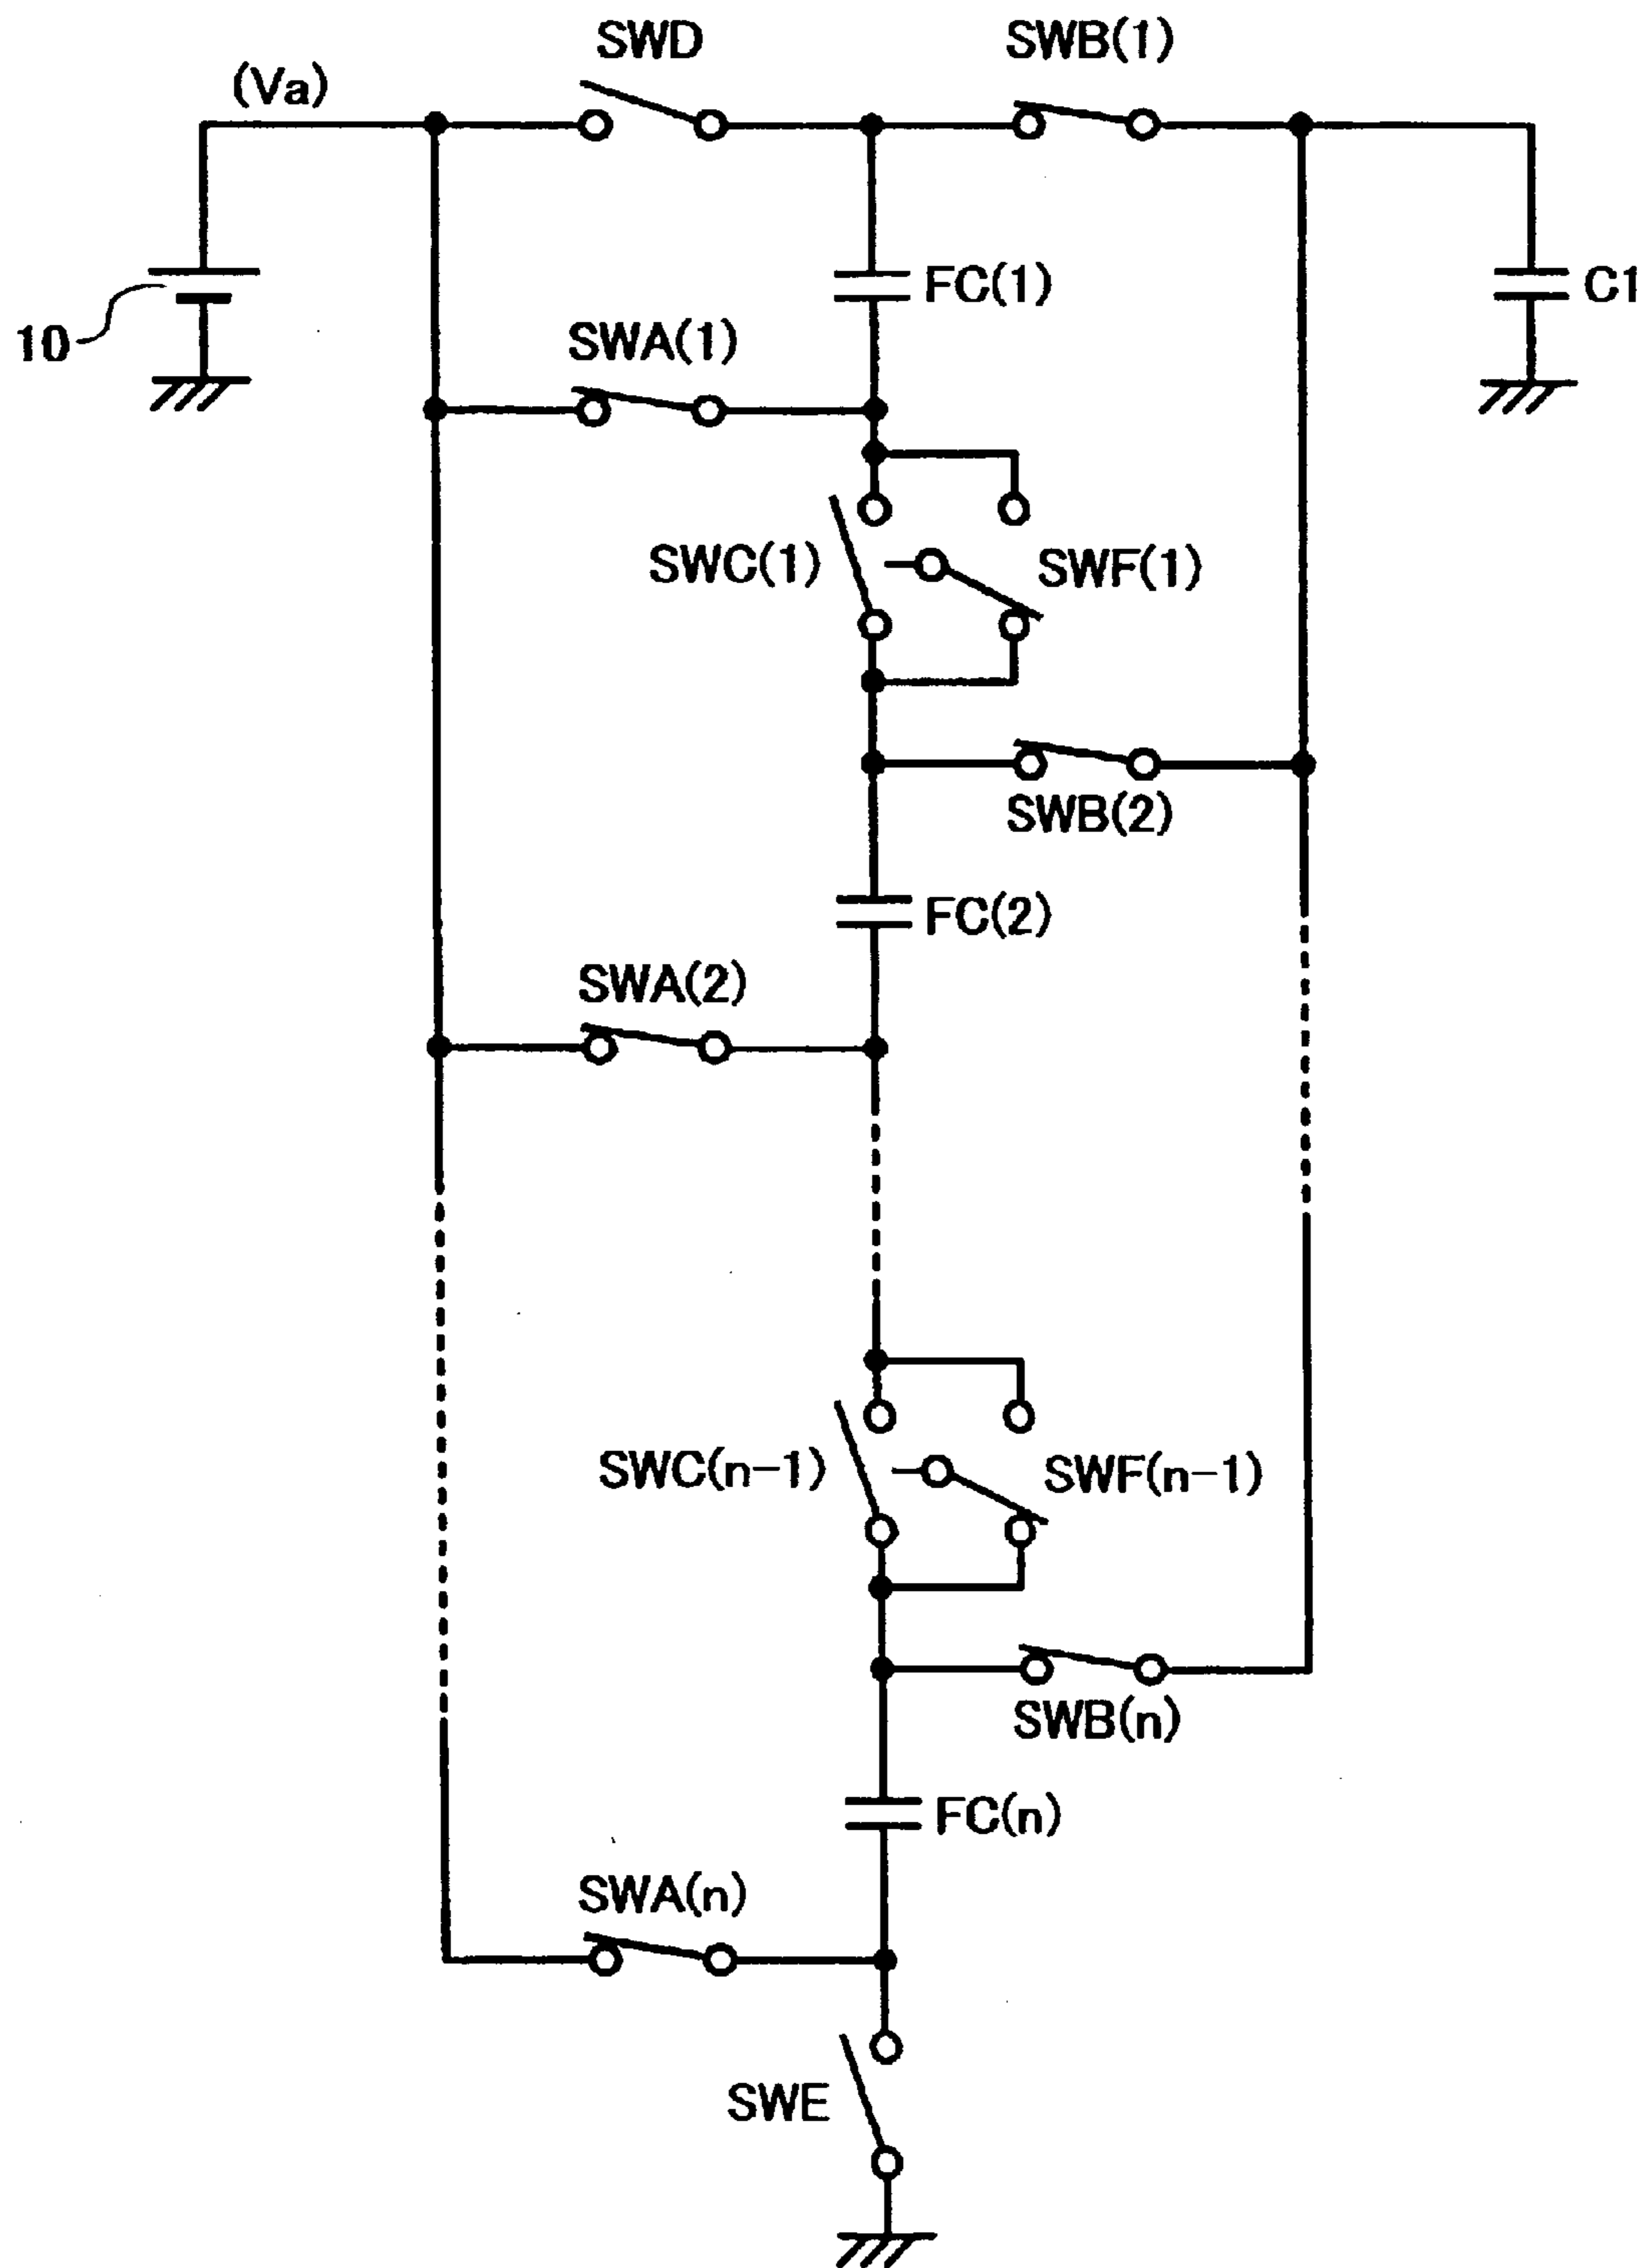 SWD
SWB(1)
(Va)
FC(1)
C1
10
SWA(1)
SWC(1)
SWF(1)
SWB(2)
FC(2)
SWA(2)
SWC(n-1)
SWF(n-1)
SWB(n)
FC(n)
SWA(n)
SWE